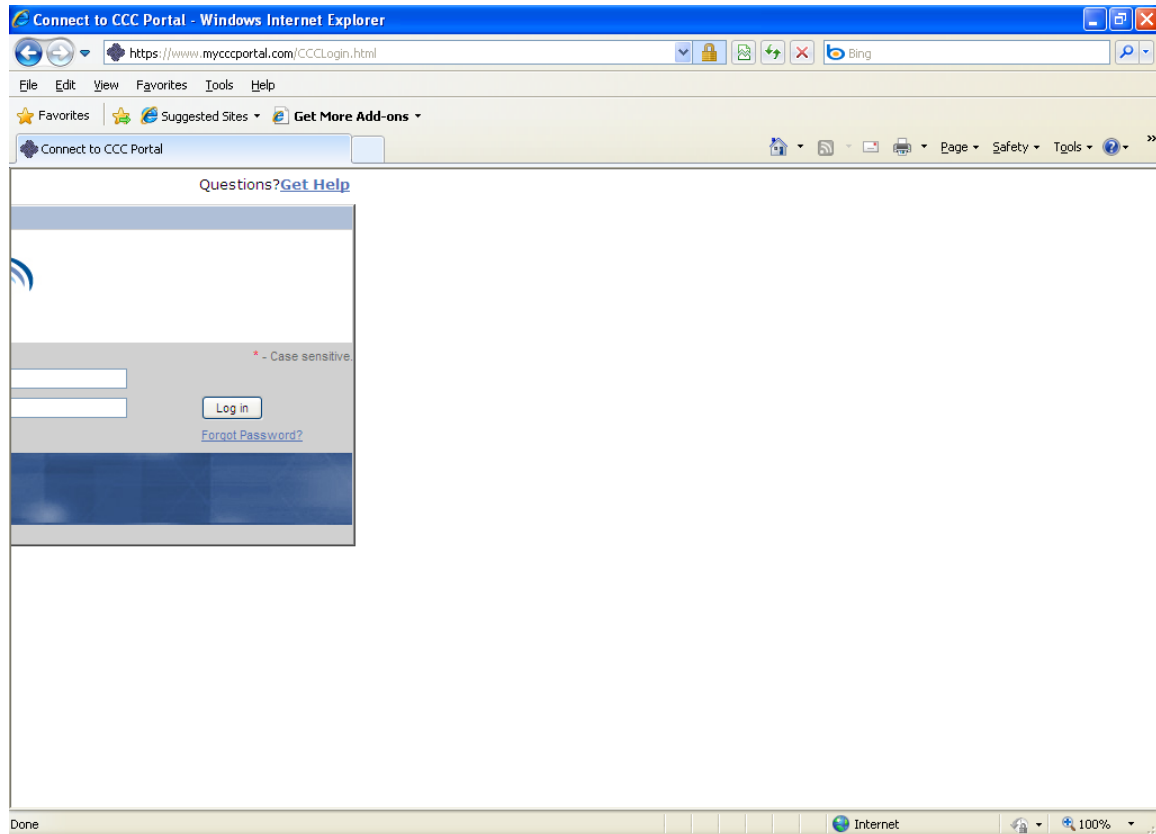 Connect to CCC Portal - Windows Internet Explorer
https://www.mycccportal.com/CCCLogin.html
Bing
File Edit View Favorites Tools Help
Favorites Suggested Sites Get More Add-ons
Connect to CCC Portal
Page Safety Tools
Questions?Get Help
* - Case sensitive.
Log in
Forgot Password?
Done Internet 100%